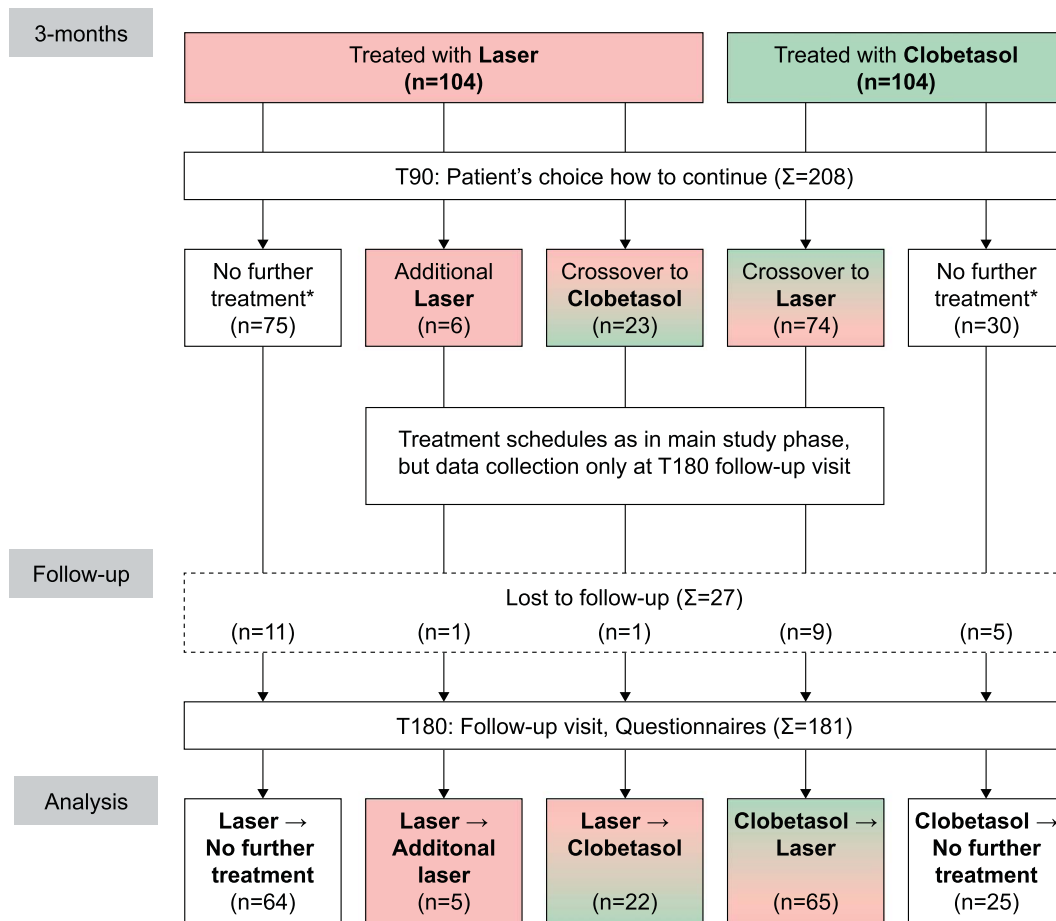 3-months
Treated with Laser
(n=104)
Treated with Clobetasol
(n=104)
T90: Patient's choice how to continue (Σ=208)
No further
treatment*
(n=75)
Additional
Laser
(n=6)
Crossover to
Clobetasol
(n=23)
Crossover to
Laser
(n=74)
No further
treatment*
(n=30)
Treatment schedules as in main study phase,
but data collection only at T180 follow-up visit
Follow-up
Lost to follow-up (Σ=27)
(n=11) (n=1) (n=1) (n=9) (n=5)
T180: Follow-up visit, Questionnaires (Σ=181)
Analysis
Laser →
No further
treatment
(n=64)
Laser →
Additonal
laser
(n=5)
Laser →
Clobetasol
(n=22)
Clobetasol →
Laser
(n=65)
Clobetasol →
No further
treatment
(n=25)